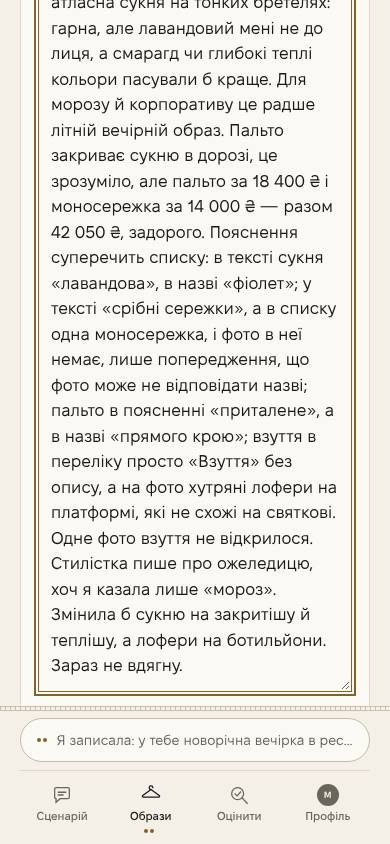 атласна сукня на тонких бретелях:
гарна, але лавандовий мені не до
лиця, а смарагд чи глибокі теплі
кольори пасували б краще. Для
морозу й корпоративу це радше
літній вечірній образ. Пальто
закриває сукню в дорозі, це
зрозуміло, але пальто за 18 400 ₴ і
моносережка за 14 000 ₴ — разом
42 050 ₴, задорого. Пояснення
суперечить списку: в тексті сукня
«лавандова», в назві «фіолет»; у
тексті «срібні сережки», а в списку
одна моносережка, і фото в неї
немає, лише попередження, що
фото може не відповідати назві;
пальто в поясненні «приталене», а
в назві «прямого крою»; взуття в
переліку просто «Взуття» без
опису, а на фото хутряні лофери на
платформі, які не схожі на святкові.
Одне фото взуття не відкрилося.
Стилістка пише про ожеледицю,
хоч я казала лише «мороз».
Змінила б сукню на закритішу й
теплішу, а лофери на ботильйони.
Зараз не вдягну.
Я записала: у тебе новорічна вечірка в рес...
Сценарій
Образи
Оцінити
М
Профіль